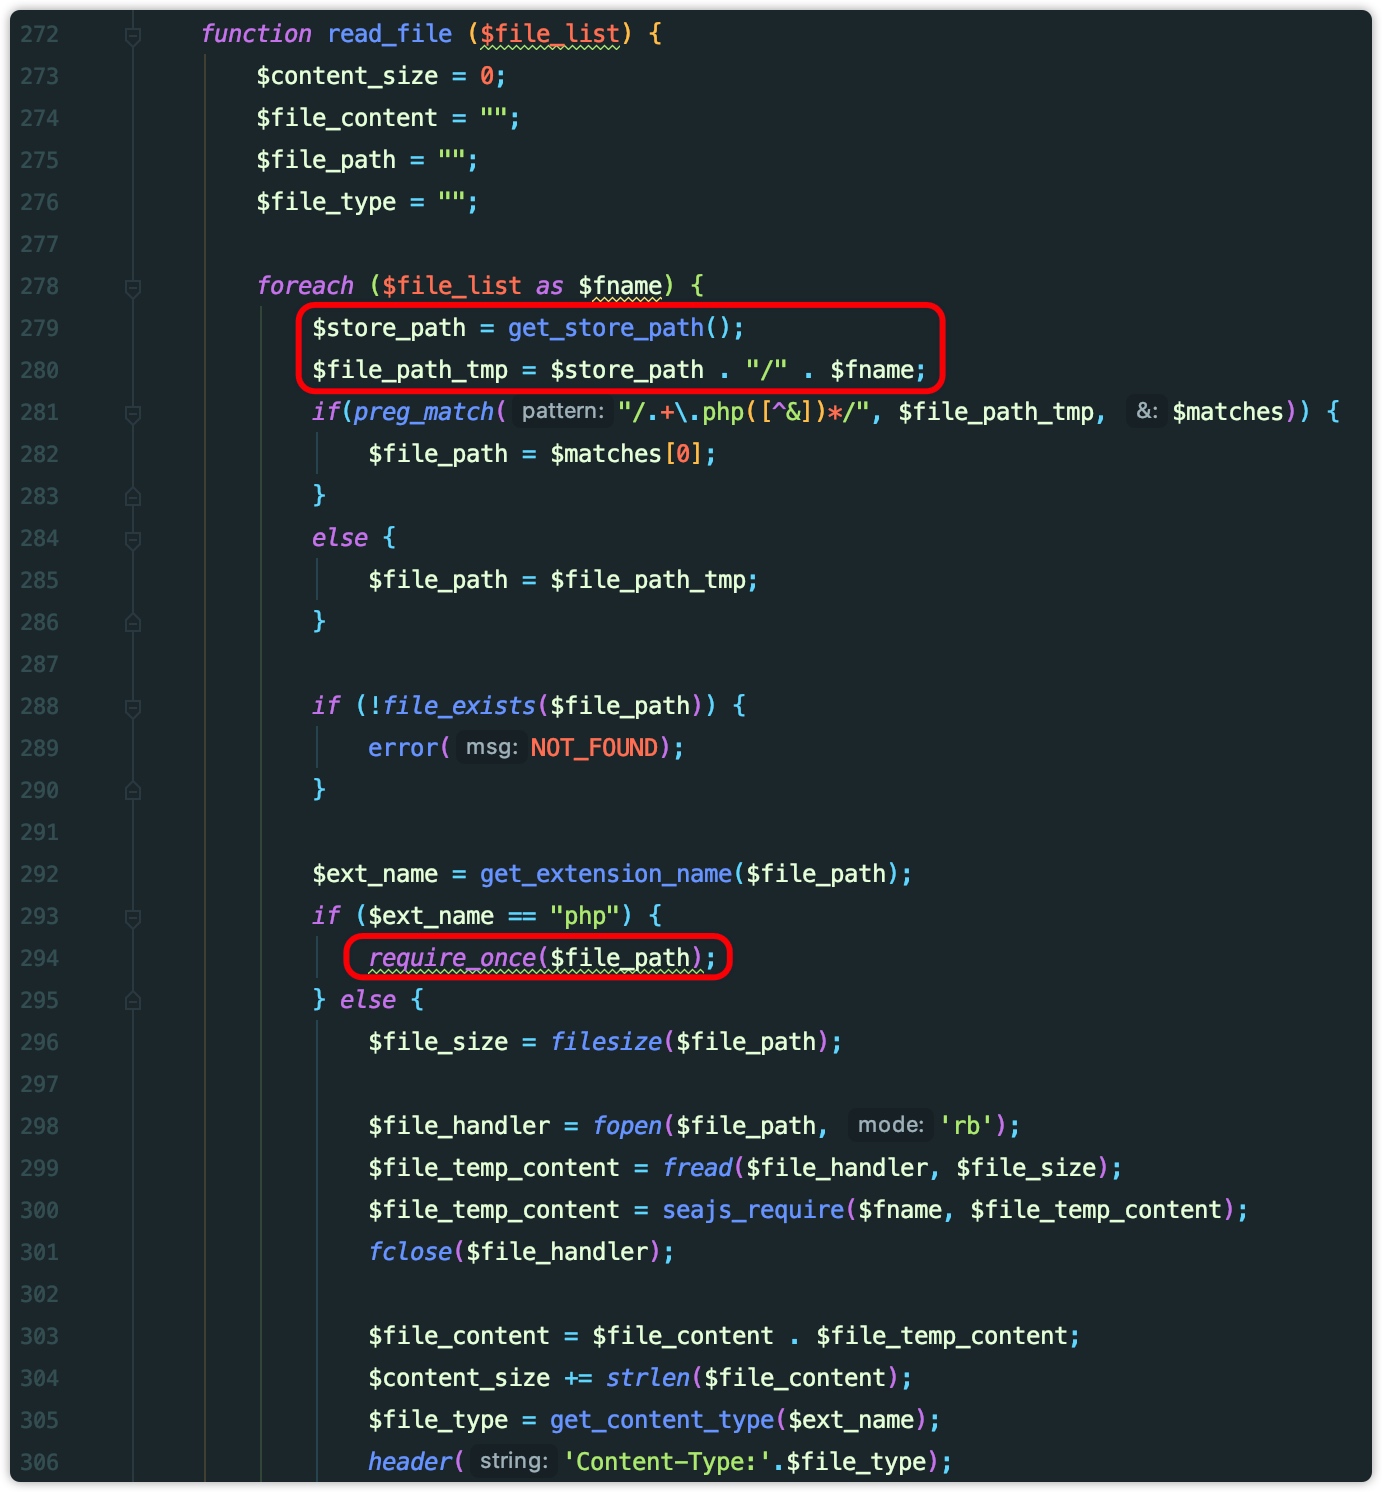 272 function read_file ($file_list) {
273 $content_size = 0;
274 $file_content = "";
275 $file_path = "";
276 $file_type = "";
277
278 foreach ($file_list as $fname) {
279 $store_path = get_store_path();
280 $file_path_tmp = $store_path . "/" . $fname;
281 if(preg_match( pattern: "/.+\.php([^&])*/", $file_path_tmp, &: $matches)) {
282 $file_path = $matches[0];
283 }
284 else {
285 $file_path = $file_path_tmp;
286 }
287
288 if (!file_exists($file_path)) {
289 error( msg: NOT_FOUND);
290 }
291
292 $ext_name = get_extension_name($file_path);
293 if ($ext_name == "php") {
294 require_once($file_path);
295 } else {
296 $file_size = filesize($file_path);
297
298 $file_handler = fopen($file_path, mode: 'rb');
299 $file_temp_content = fread($file_handler, $file_size);
300 $file_temp_content = seajs_require($fname, $file_temp_content);
301 fclose($file_handler);
302
303 $file_content = $file_content . $file_temp_content;
304 $content_size += strlen($file_content);
305 $file_type = get_content_type($ext_name);
306 header( string: 'Content-Type:'.$file_type);